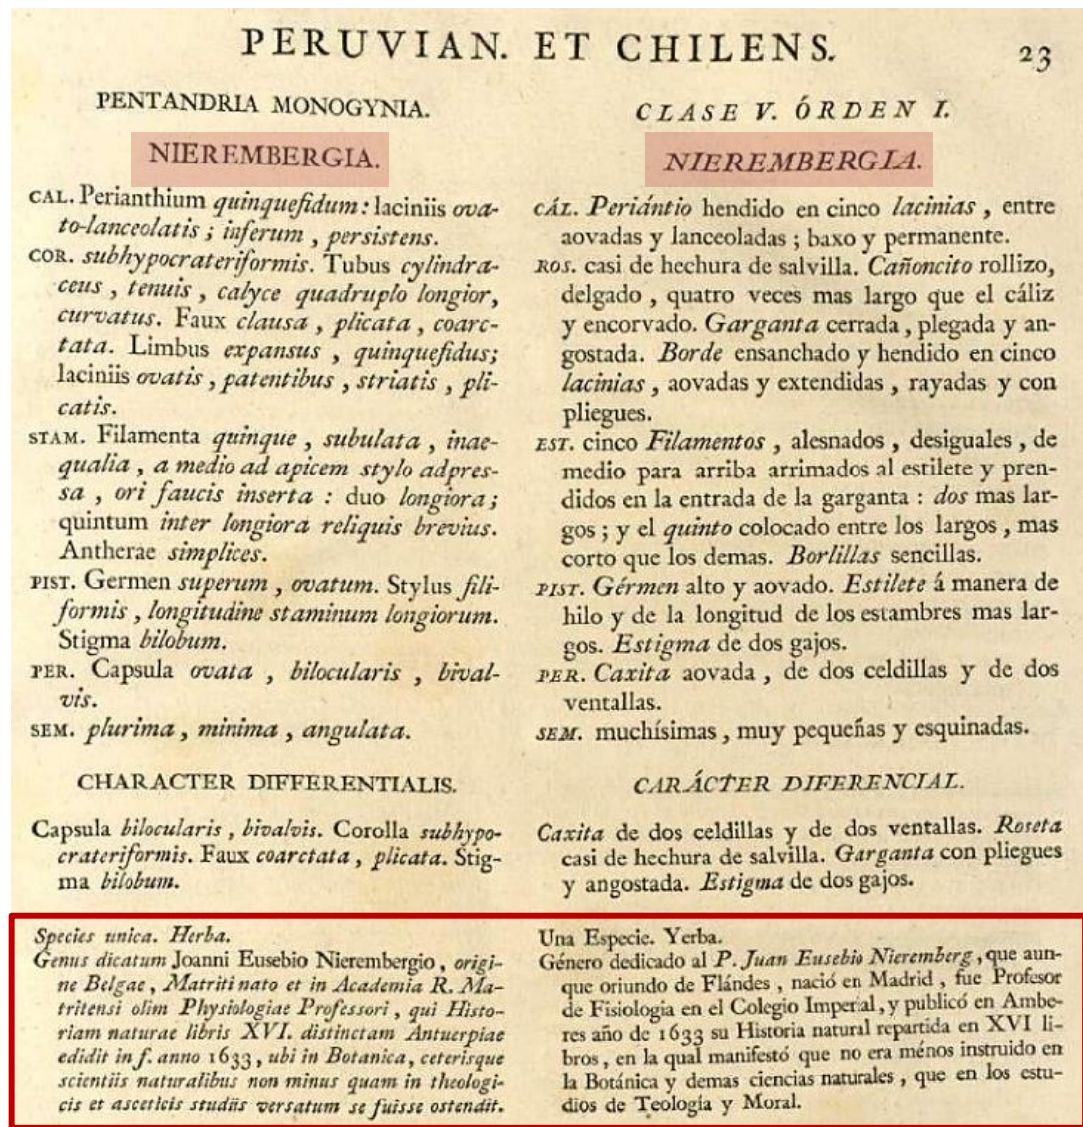 PERUVIAN. ET CHILENS. 23
PENTANDRIA MONOGYNIA.
NIEREMBERGIA.
CAL. Perianthium quinquefidum: laciniis ova-
to-lanceolatis ; inferum , persistens.
COR. subhypocrateriformis. Tubus cylindra-
ceus , tenuis , calyce quadruplo longior,
curvatus. Faux clausa , plicata , coarc-
tata. Limbus expansus , quinquefidus;
laciniis ovatis , patentibus , striatis , pli-
catis.
STAM. Filamenta quinque , subulata , inae-
qualia , a medio ad apicem stylo adpres-
sa , ori faucis inserta : duo longiora;
quintum inter longiora reliquis brevius.
Antherae simplices.
PIST. Germen superum , ovatum. Stylus fili-
formis , longitudine staminum longiorum.
Stigma bilobum.
PER. Capsula ovata , bilocularis , bival-
vis.
SEM. plurima , minima , angulata.
CHARACTER DIFFERENTIALIS.
Capsula bilocularis , bivalvis. Corolla subhypo-
crateriformis. Faux coarctata , plicata. Stig-
ma bilobum.
Species unica. Herba.
Genus dicatum Joanni Eusebio Nierembergio , origi-
ne Belgae , Matriti nato et in Academia R. Ma-
tritensi olim Physiologiae Professori , qui Histo-
riam naturae libris XVI. distinctam Antuerpiae
edidit in f. anno 1633 , ubi in Botanica, ceterisque
scientiis naturalibus non minus quam in theologi-
cis et asceticis studiis versatum se fuisse ostendit.
CLASE V. ÓRDEN I.
NIEREMBERGIA.
CÁL. Periántio hendido en cinco lacinias , entre
aovadas y lanceoladas ; baxo y permanente.
ROS. casi de hechura de salvilla. Cañoncito rollizo,
delgado , quatro veces mas largo que el cáliz
y encorvado. Garganta cerrada , plegada y an-
gostada. Borde ensanchado y hendido en cinco
lacinias , aovadas y extendidas , rayadas y con
pliegues.
EST. cinco Filamentos , alesnados , desiguales , de
medio para arriba arrimados al estilete y pren-
didos en la entrada de la garganta : dos mas lar-
gos ; y el quinto colocado entre los largos , mas
corto que los demas. Borlillas sencillas.
PIST. Gérmen alto y aovado. Estilete á manera de
hilo y de la longitud de los estambres mas lar-
gos. Estigma de dos gajos.
PER. Caxita aovada , de dos celdillas y de dos
ventallas.
SEM. muchísimas , muy pequeñas y esquinadas.
CARÁCTER DIFERENCIAL.
Caxita de dos celdillas y de dos ventallas. Roseta
casi de hechura de salvilla. Garganta con pliegues
y angostada. Estigma de dos gajos.
Una Especie. Yerba.
Género dedicado al P. Juan Eusebio Nieremberg , que aun-
que oriundo de Flándes , nació en Madrid , fue Profesor
de Fisiologia en el Colegio Imperial , y publicó en Ambe-
res año de 1633 su Historia natural repartida en XVI li-
bros , en la qual manifestó que no era ménos instruido en
la Botánica y demas ciencias naturales , que en los estu-
dios de Teología y Moral.